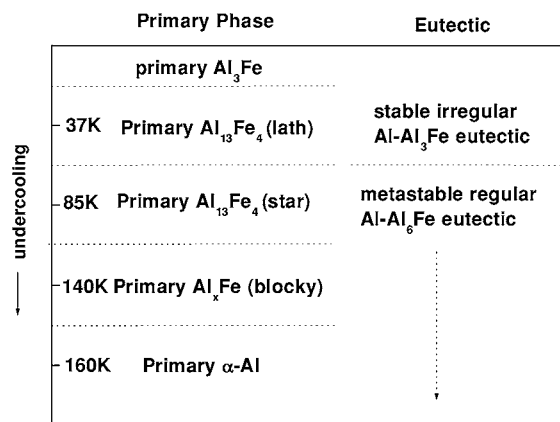 Primary Phase
Eutectic
primary Al₃Fe
37K Primary Al₁₃Fe₄ (lath)
stable irregular
Al-Al₃Fe eutectic
85K Primary Al₁₃Fe₄ (star)
metastable regular
Al-Al₆Fe eutectic
140K Primary AlₓFe (blocky)
160K Primary α-Al
undercooling